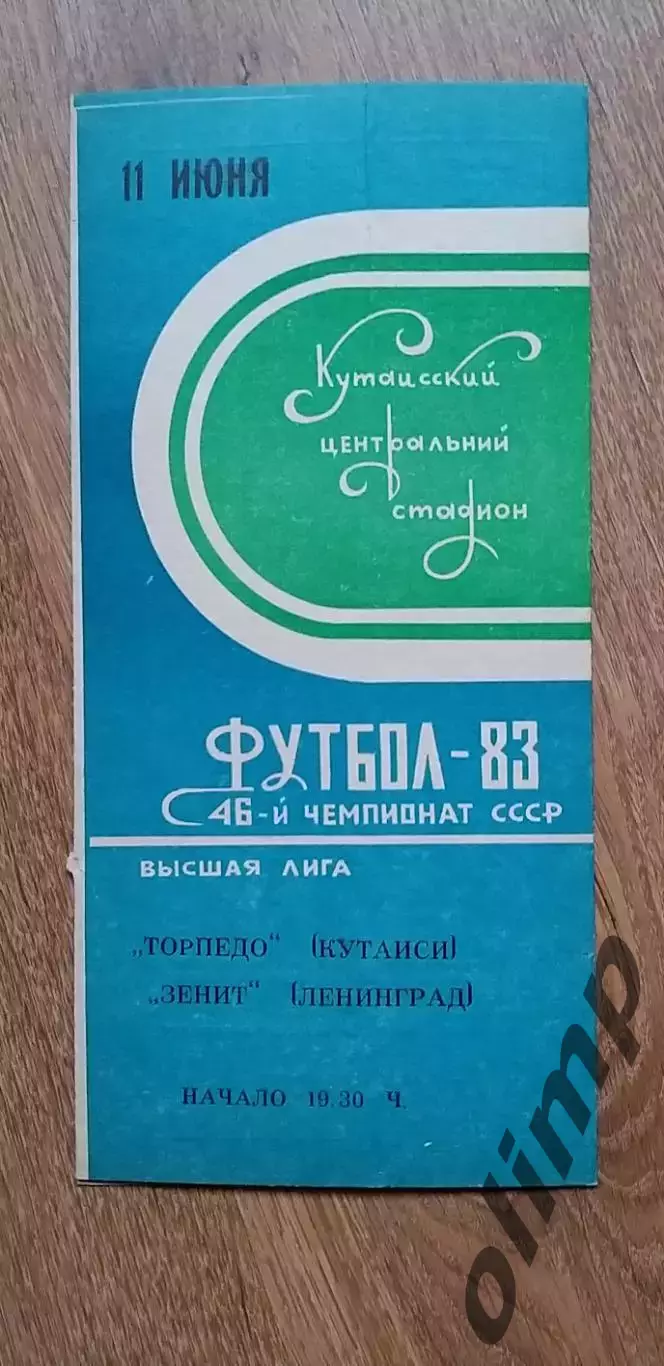 11 ИЮНЯ
Кутаисский
центральний
стадион
ФУТБОЛ-83
46-й ЧЕМПИОНАТ СССР
ВЫСШАЯ ЛИГА
„ТОРПЕДО“ (КУТАИСИ)
„ЗЕНИТ“ (ЛЕНИНГРАД)
НАЧАЛО 19.30 Ч.
olimp